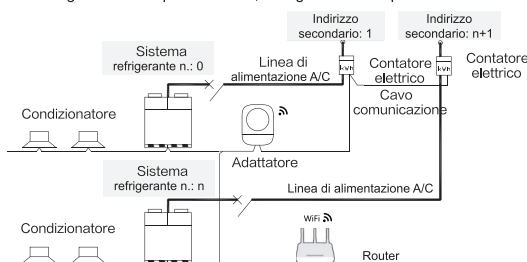 Indirizzo
secondario: 1
Indirizzo
secondario: n+1
Sistema
refrigerante n.: 0
Linea di
alimentazione A/C
kWh
Contatore
elettrico
kWh
Contatore
elettrico
Cavo
comunicazione
Condizionatore
Adattatore
Sistema
refrigerante n.: n
Linea di alimentazione A/C
Condizionatore
WiFi
Router